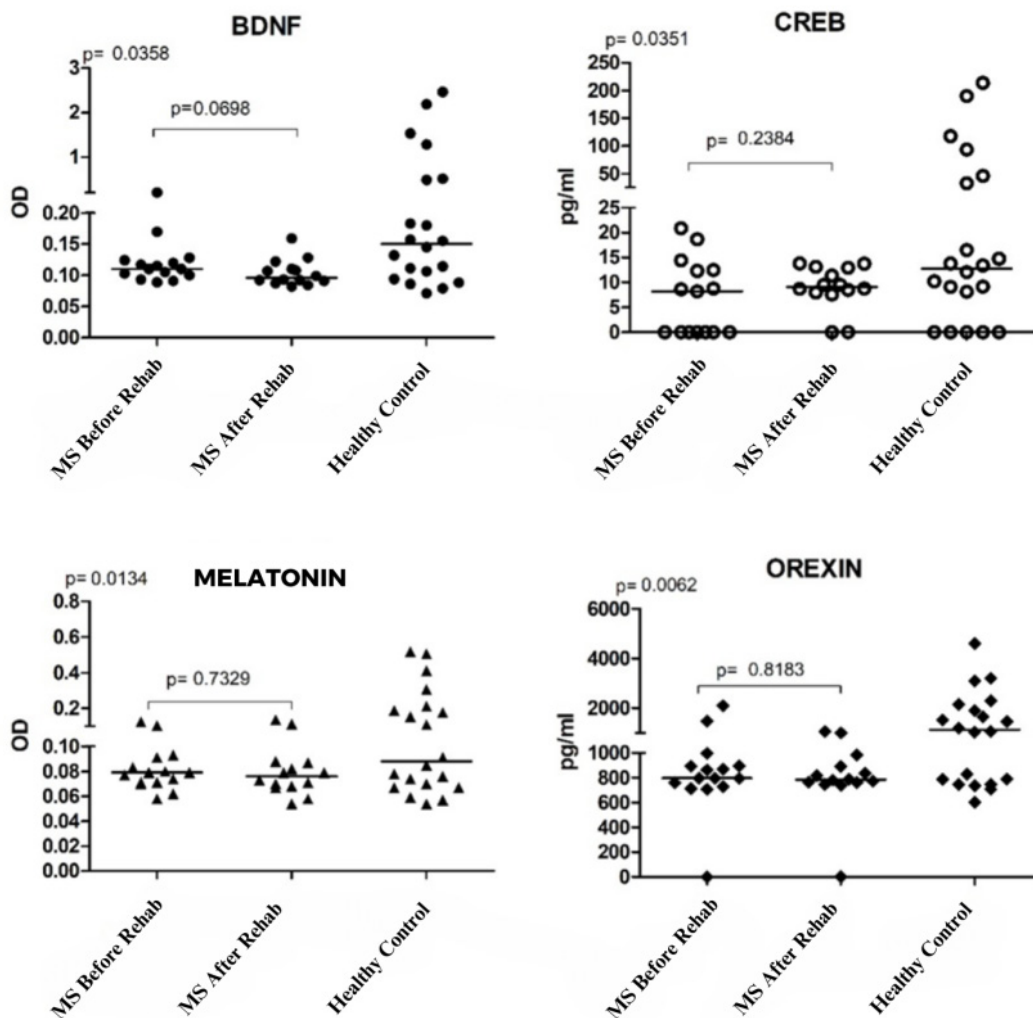 BDNF
p= 0.0358
3
2
1
0.20
0.15
0.10
0.05
0.00
OD
p=0.0698
MS Before Rehab
MS After Rehab
Healthy Control
CREB
p= 0.0351
250
200
150
100
50
25
20
15
10
5
0
pg/ml
p= 0.2384
MS Before Rehab
MS After Rehab
Healthy Control
MELATONIN
p= 0.0134
0.8
0.6
0.4
0.2
0.10
0.08
0.06
0.04
0.02
0.00
OD
p= 0.7329
MS Before Rehab
MS After Rehab
Healthy Control
OREXIN
p= 0.0062
6000
4000
2000
1000
800
600
400
200
0
pg/ml
p= 0.8183
MS Before Rehab
MS After Rehab
Healthy Control